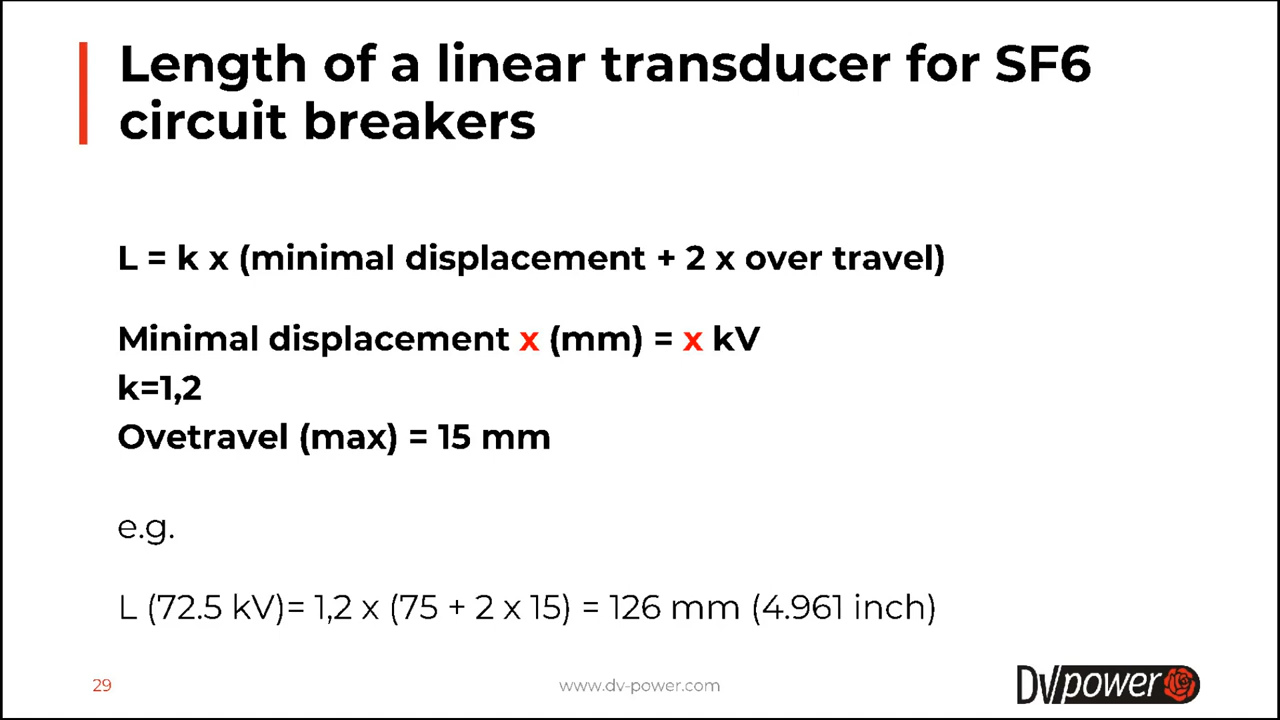 Length of a linear transducer for SF6
circuit breakers
L = k x (minimal displacement + 2 x over travel)
Minimal displacement x (mm) = x kV
k=1,2
Ovetravel (max) = 15 mm
e.g.
L (72.5 kV)= 1,2 x (75 + 2 x 15) = 126 mm (4.961 inch)
29
www.dv-power.com
DV power